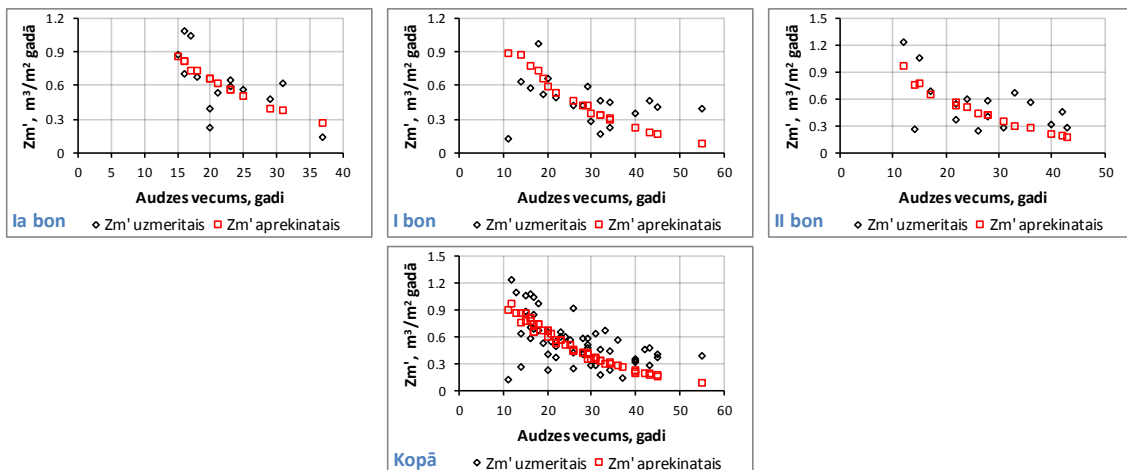 1.2
0.9
0.6
0.3
0
0 5 10 15 20 25 30 35 40
Zm', m³/m² gadā
Audzes vecums, gadi
Ia bon
Zm' uzmeritais Zm' aprekinatais
1.2
0.9
0.6
0.3
0
0 10 20 30 40 50 60
Zm', m³/m² gadā
Audzes vecums, gadi
I bon
Zm' uzmeritais Zm' aprekinatais
1.5
1.2
0.9
0.6
0.3
0
0 10 20 30 40 50
Zm', m³/m² gadā
Audzes vecums, gadi
II bon
Zm' uzmeritais Zm' aprekinatais
1.5
1.2
0.9
0.6
0.3
0
0 10 20 30 40 50 60
Zm', m³/m² gadā
Audzes vecums, gadi
Kopā
Zm' uzmeritais Zm' aprekinatais